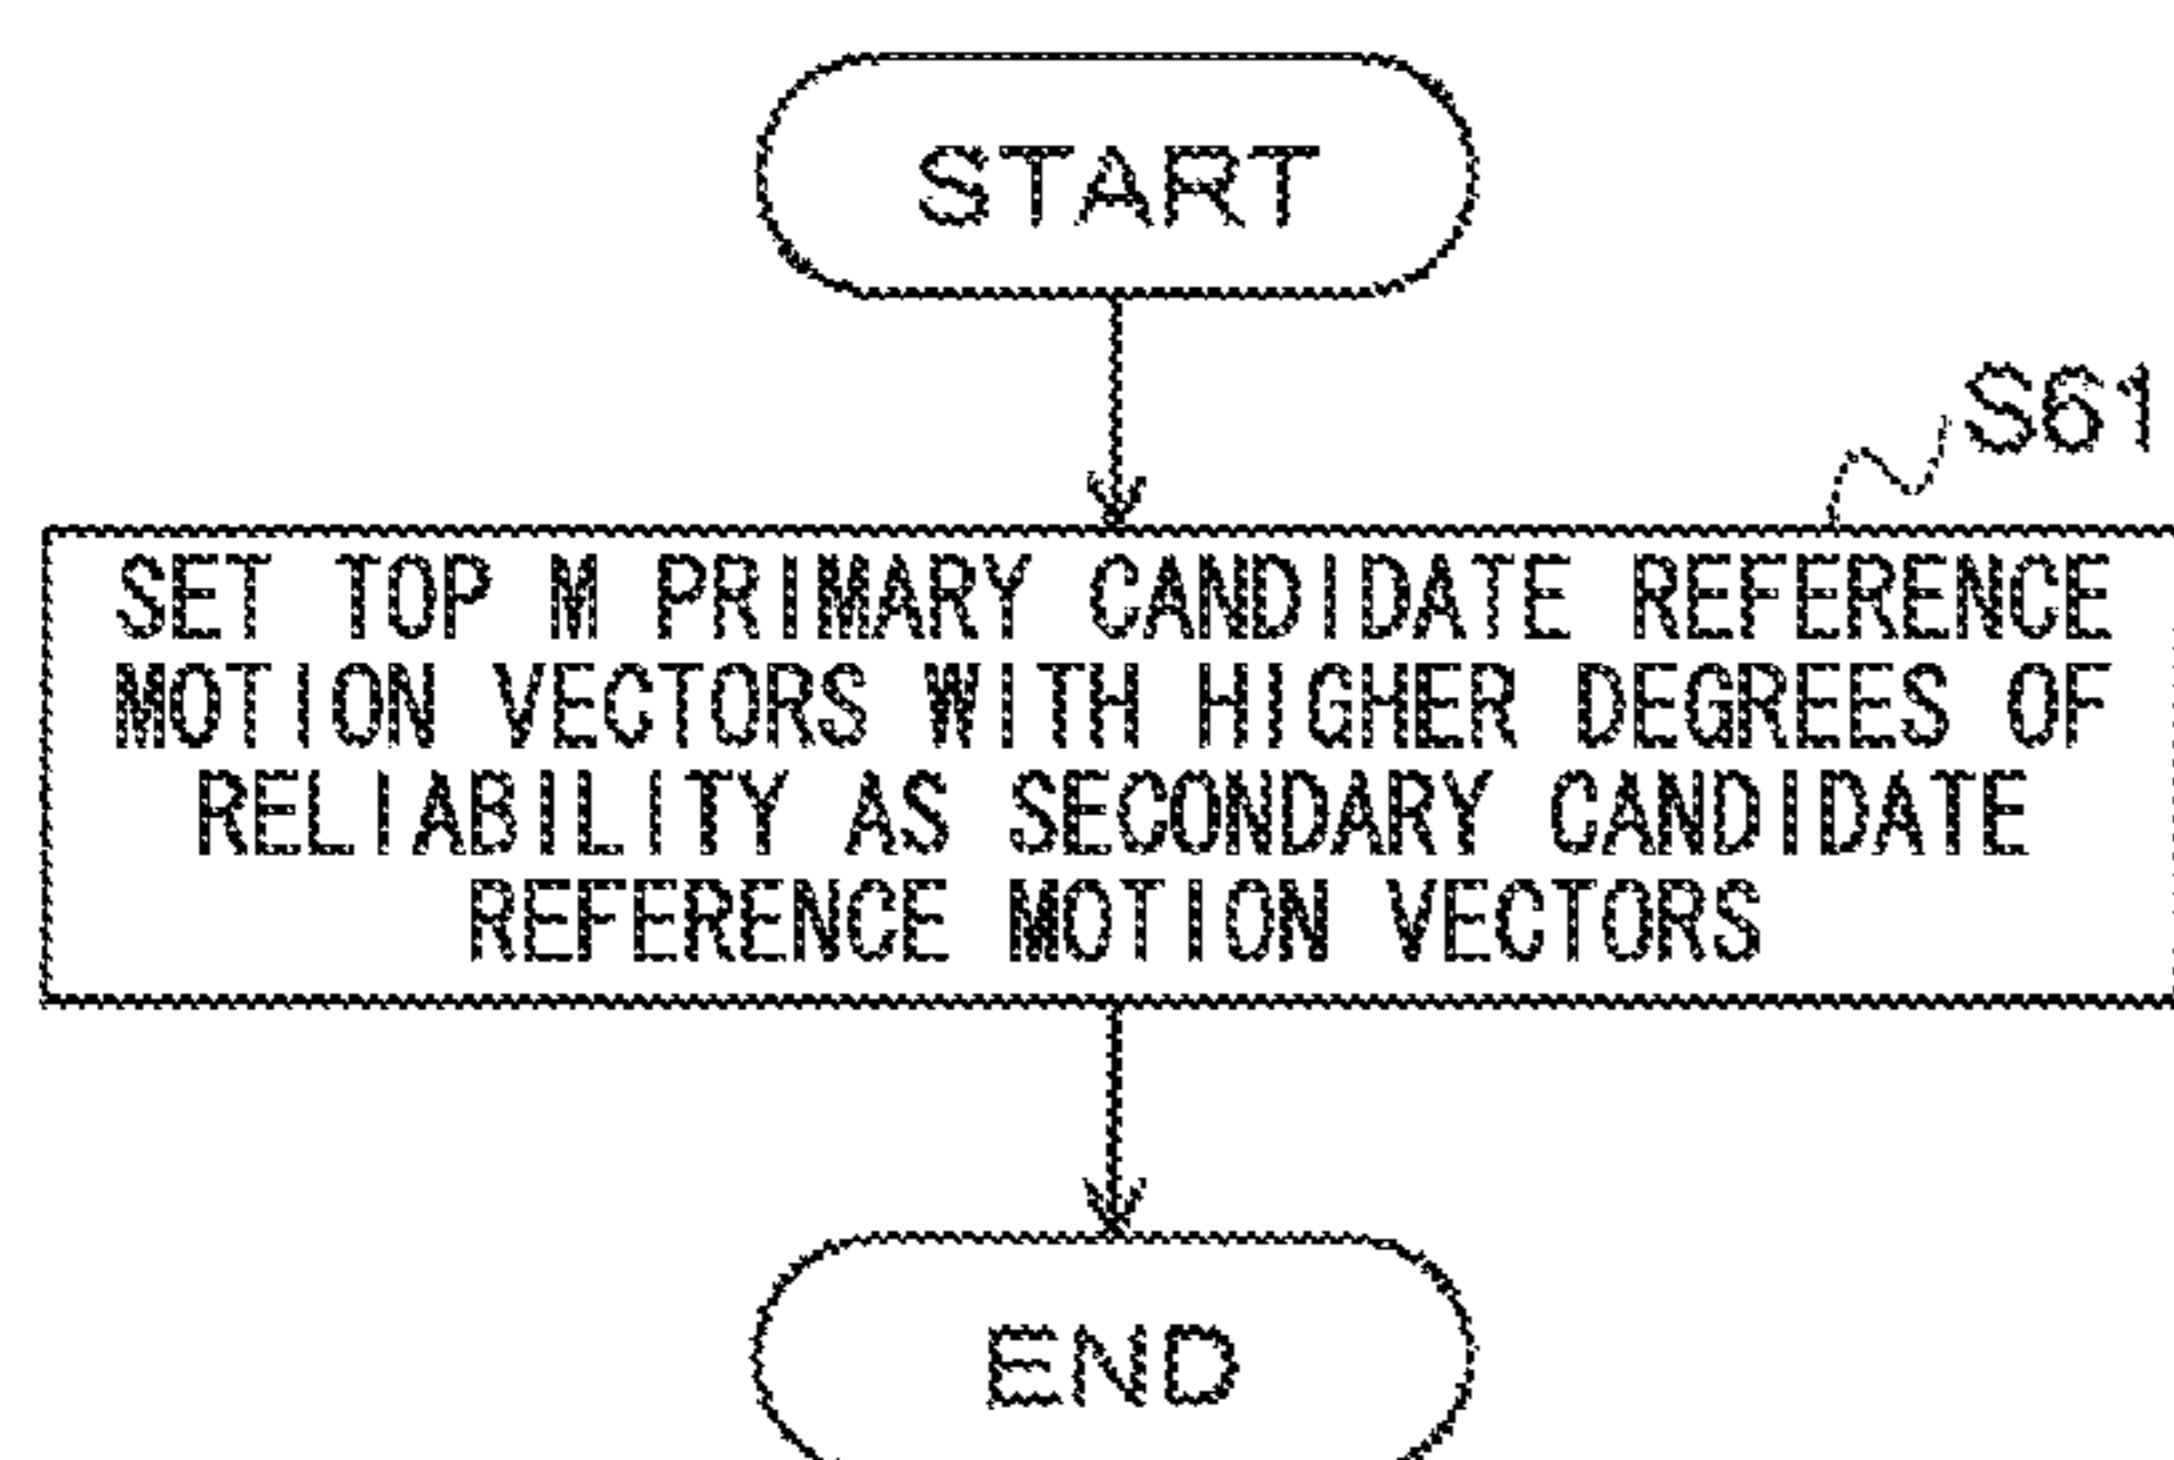 START
S61
SET TOP M PRIMARY CANDIDATE REFERENCE
MOTION VECTORS WITH HIGHER DEGREES OF
RELIABILITY AS SECONDARY CANDIDATE
REFERENCE MOTION VECTORS
END